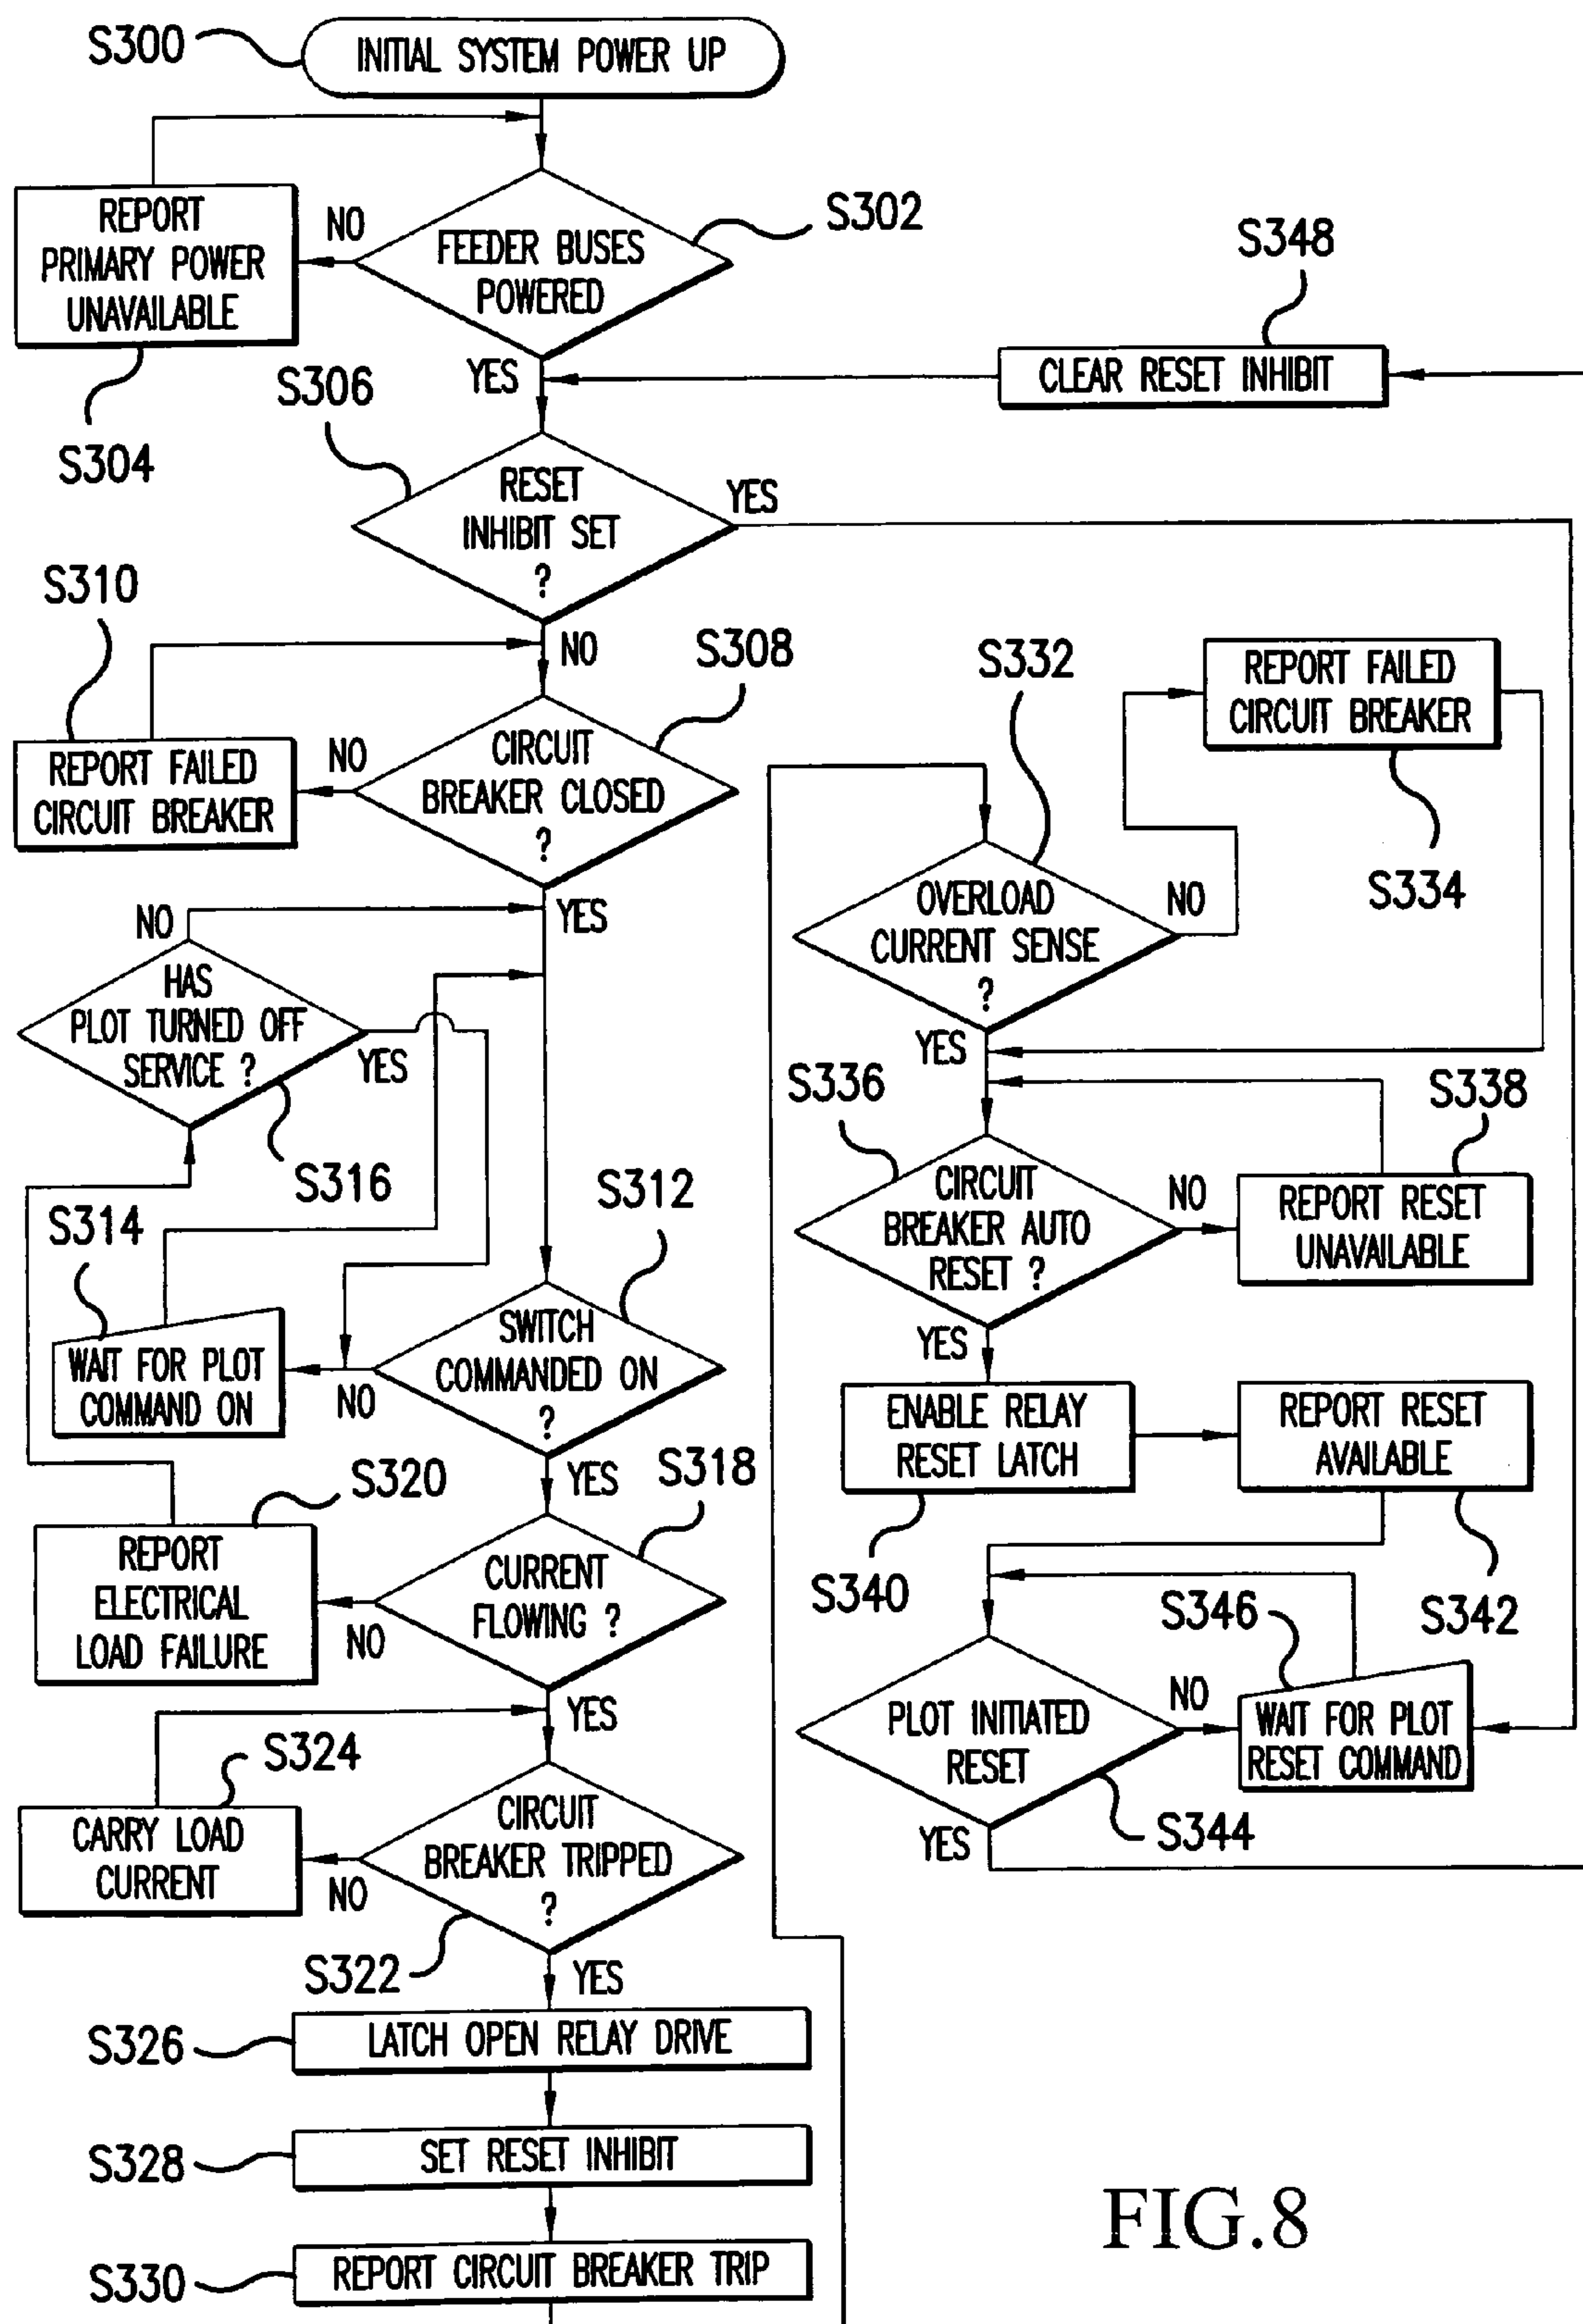 S300
INITIAL SYSTEM POWER UP
REPORT
PRIMARY POWER
UNAVAILABLE
NO
FEEDER BUSES
POWERED
S302
S304
YES
S348
CLEAR RESET INHIBIT
S306
RESET
INHIBIT SET
?
YES
NO
S310
REPORT FAILED
CIRCUIT BREAKER
NO
CIRCUIT
BREAKER CLOSED
?
S308
YES
NO
HAS
PLOT TURNED OFF
SERVICE ?
YES
S316
S314
WAIT FOR PLOT
COMMAND ON
NO
SWITCH
COMMANDED ON
?
S312
YES
S320
REPORT
ELECTRICAL
LOAD FAILURE
NO
CURRENT
FLOWING ?
S318
YES
S324
CARRY LOAD
CURRENT
NO
CIRCUIT
BREAKER TRIPPED
?
S322
YES
S326
LATCH OPEN RELAY DRIVE
S328
SET RESET INHIBIT
S330
REPORT CIRCUIT BREAKER TRIP
S332
OVERLOAD
CURRENT SENSE
?
NO
REPORT FAILED
CIRCUIT BREAKER
S334
YES
S336
CIRCUIT
BREAKER AUTO
RESET ?
NO
S338
REPORT RESET
UNAVAILABLE
YES
ENABLE RELAY
RESET LATCH
S340
REPORT RESET
AVAILABLE
S342
S346
PLOT INITIATED
RESET
NO
WAIT FOR PLOT
RESET COMMAND
S344
YES
FIG.8